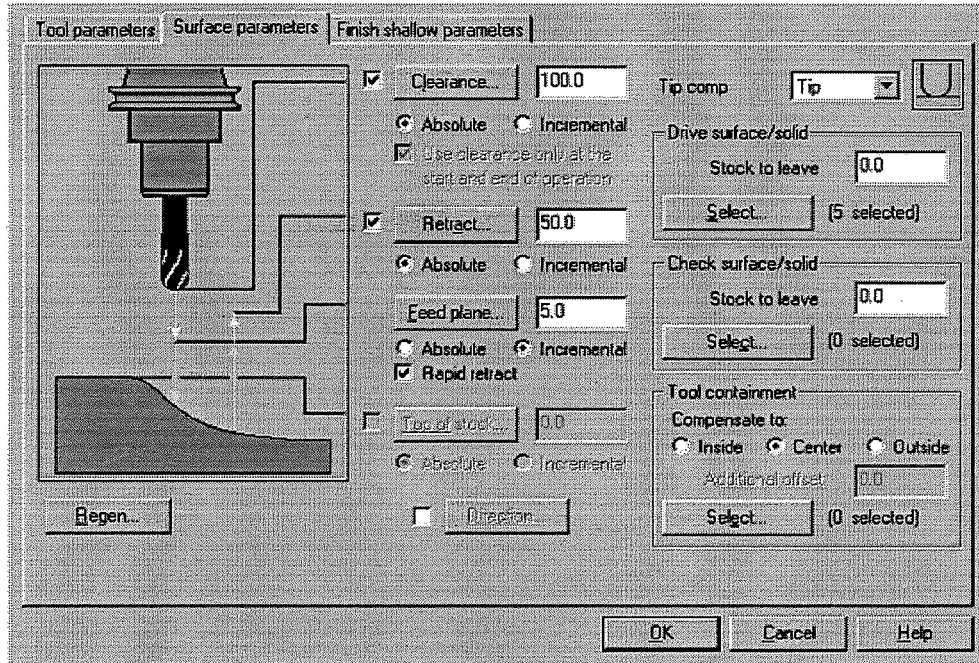 Tool parameters Surface parameters Finish shallow parameters
Clearance... 100.0
Absolute Incremental
Use clearance only at the
start and end of operation
Retract... 50.0
Absolute Incremental
Feed plane... 5.0
Absolute Incremental
Rapid retract
Top of stock... 0.0
Absolute Incremental
Direction...
Regen...
Tip comp Tip
Drive surface/solid
Stock to leave 0.0
Select... (5 selected)
Check surface/solid
Stock to leave 0.0
Select... (0 selected)
Tool containment
Compensate to:
Inside Center Outside
Additional offset 0.0
Select... (0 selected)
OK Cancel Help